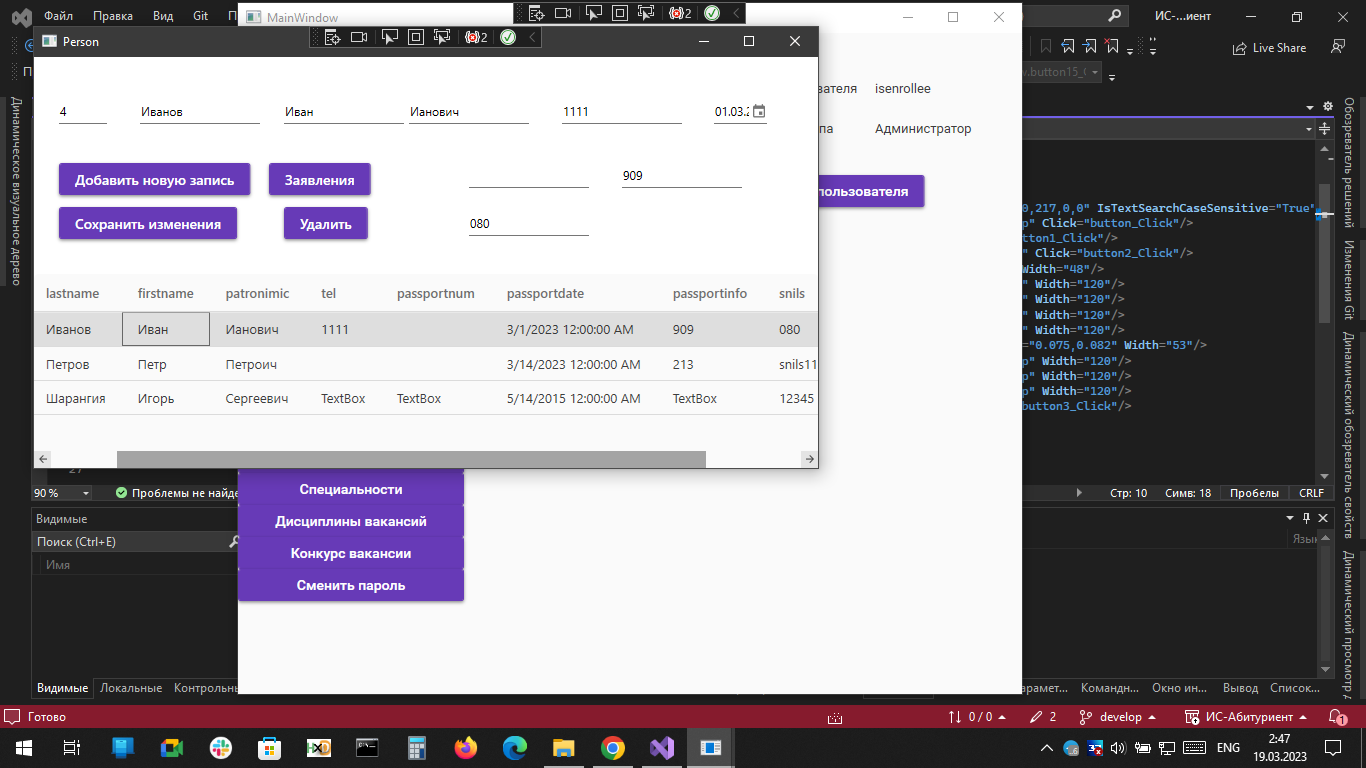 Файл Правка Вид Git П
MainWindow
2
ИС-...иент
Person
2
Live Share
П
v.button15_C
4 Иванов Иван Ианович 1111 01.03.2
вателя isenrollee
па Администратор
Добавить новую запись Заявления 909
пользователя
Сохранить изменения Удалить 080
0,217,0,0" IsTextSearchCaseSensitive="True"
p" Click="button_Click"/>
tton1_Click"/>
" Click="button2_Click"/>
Width="48"/>
" Width="120"/>
" Width="120"/>
" Width="120"/>
" Width="120"/>
="0.075,0.082" Width="53"/>
p" Width="120"/>
p" Width="120"/>
p" Width="120"/>
button3_Click"/>
lastname firstname patronimic tel passportnum passportdate passportinfo snils
Иванов Иван Ианович 1111 3/1/2023 12:00:00 AM 909 080
Петров Петр Петроич 3/14/2023 12:00:00 AM 213 snils11
Шарангия Игорь Сергеевич TextBox TextBox 5/14/2015 12:00:00 AM TextBox 12345
27
90 % Проблемы не найде
Стр: 10 Симв: 18 Пробелы CRLF
Специальности
Дисциплины вакансий
Конкурс вакансии
Сменить пароль
Видимые
Поиск (Ctrl+E)
Имя
Язык
Видимые Локальные Контрольн
арамет... Командн... Окно ин... Вывод Список...
Динамическое визуальное дерево
Обозреватель решений
Изменения Git
Динамический обозреватель свойств
Динамический просмотр д
Готово
0 / 0 2 develop ИС-Абитуриент 1
ENG
2:47
19.03.2023